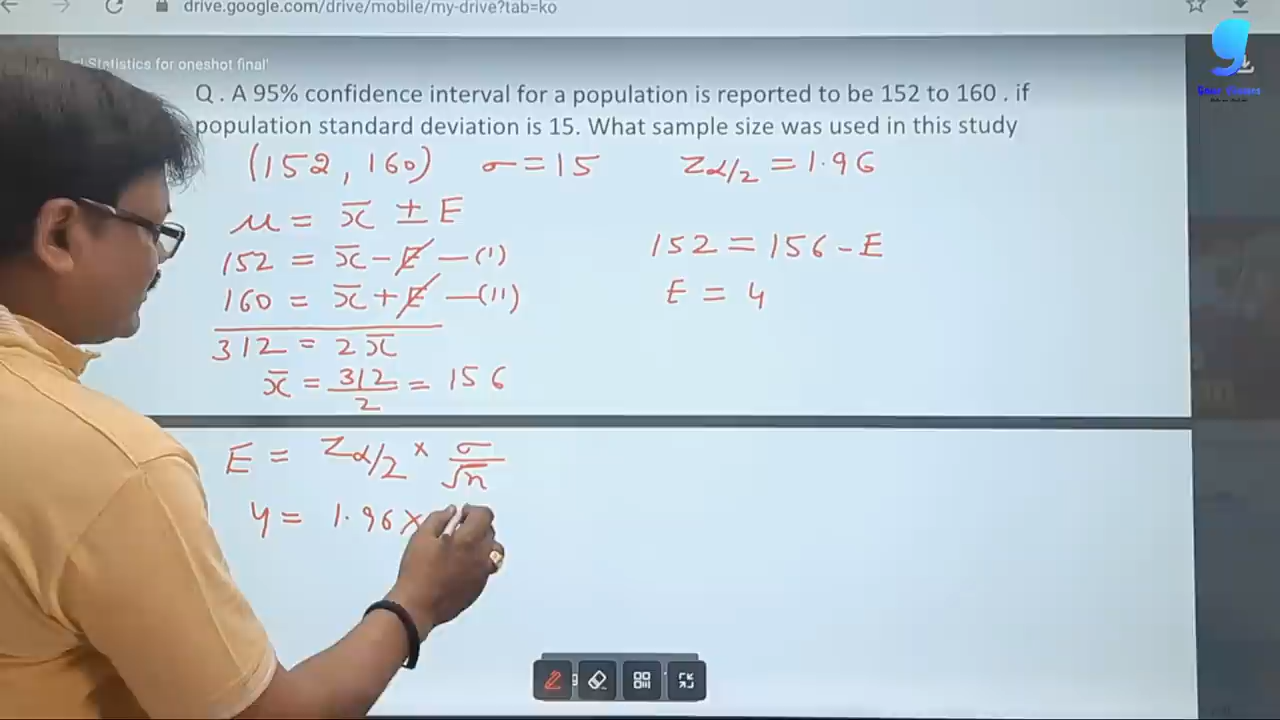 drive.google.com/drive/mobile/my-drive?tab=ko
Statistics for oneshot final'
Q . A 95% confidence interval for a population is reported to be 152 to 160 . if
population standard deviation is 15. What sample size was used in this study
(152, 160) σ = 15 Zα/2 = 1.96
μ = x̄ ± E
152 = x̄ - E —(I)
160 = x̄ + E —(II)
312 = 2x̄
x̄ = 312/2 = 156
152 = 156 - E
E = 4
E = Zα/2 × σ/√n
4 = 1.96 ×